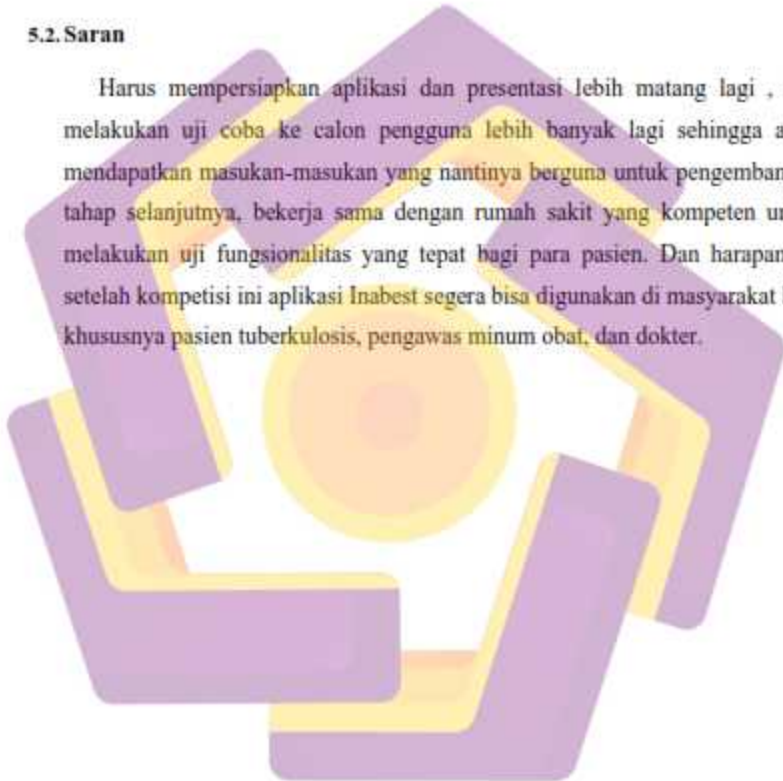 5.2. Saran
Harus mempersiapkan aplikasi dan presentasi lebih matang lagi ,
melakukan uji coba ke calon pengguna lebih banyak lagi sehingga a
mendapatkan masukan-masukan yang nantinya berguna untuk pengemban
tahap selanjutnya, bekerja sama dengan rumah sakit yang kompeten un
melakukan uji fungsionalitas yang tepat bagi para pasien. Dan harapan
setelah kompetisi ini aplikasi Inabest segera bisa digunakan di masyarakat
khususnya pasien tuberkulosis, pengawas minum obat, dan dokter.